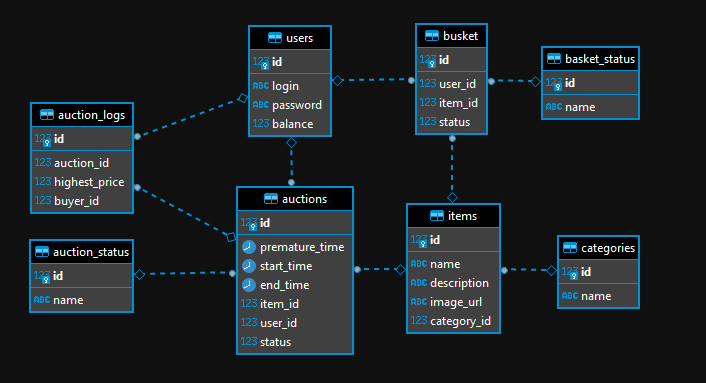 users
123 id
ABC login
ABC password
123 balance
busket
123 id
123 user_id
123 item_id
123 status
basket_status
123 id
ABC name
auction_logs
123 id
123 auction_id
123 highest_price
123 buyer_id
auctions
123 id
premature_time
start_time
end_time
123 item_id
123 user_id
123 status
items
123 id
ABC name
ABC description
ABC image_url
123 category_id
auction_status
123 id
ABC name
categories
123 id
ABC name